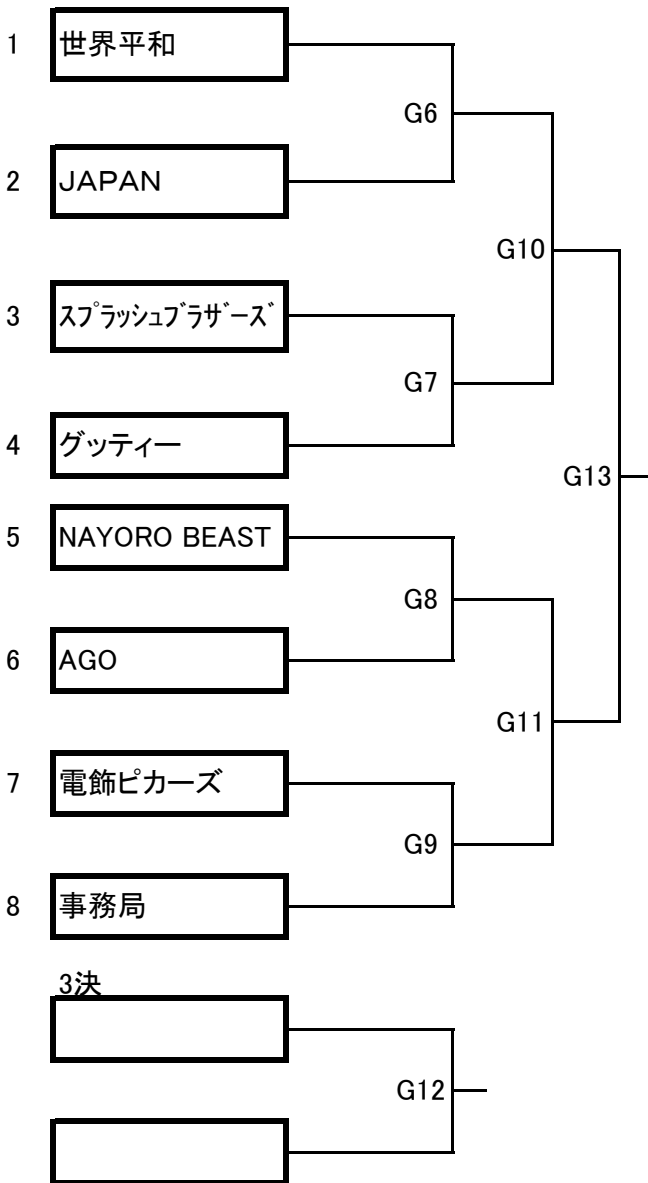 1 世界平和
G6
2 JAPAN
G10
3 ｽﾌﾟﾗｯｼｭﾌﾞﾗｻﾞｰｽﾞ
G7
4 グッティー
G13
5 NAYORO BEAST
G8
6 AGO
G11
7 電飾ピカーズ
G9
8 事務局
3決
G12